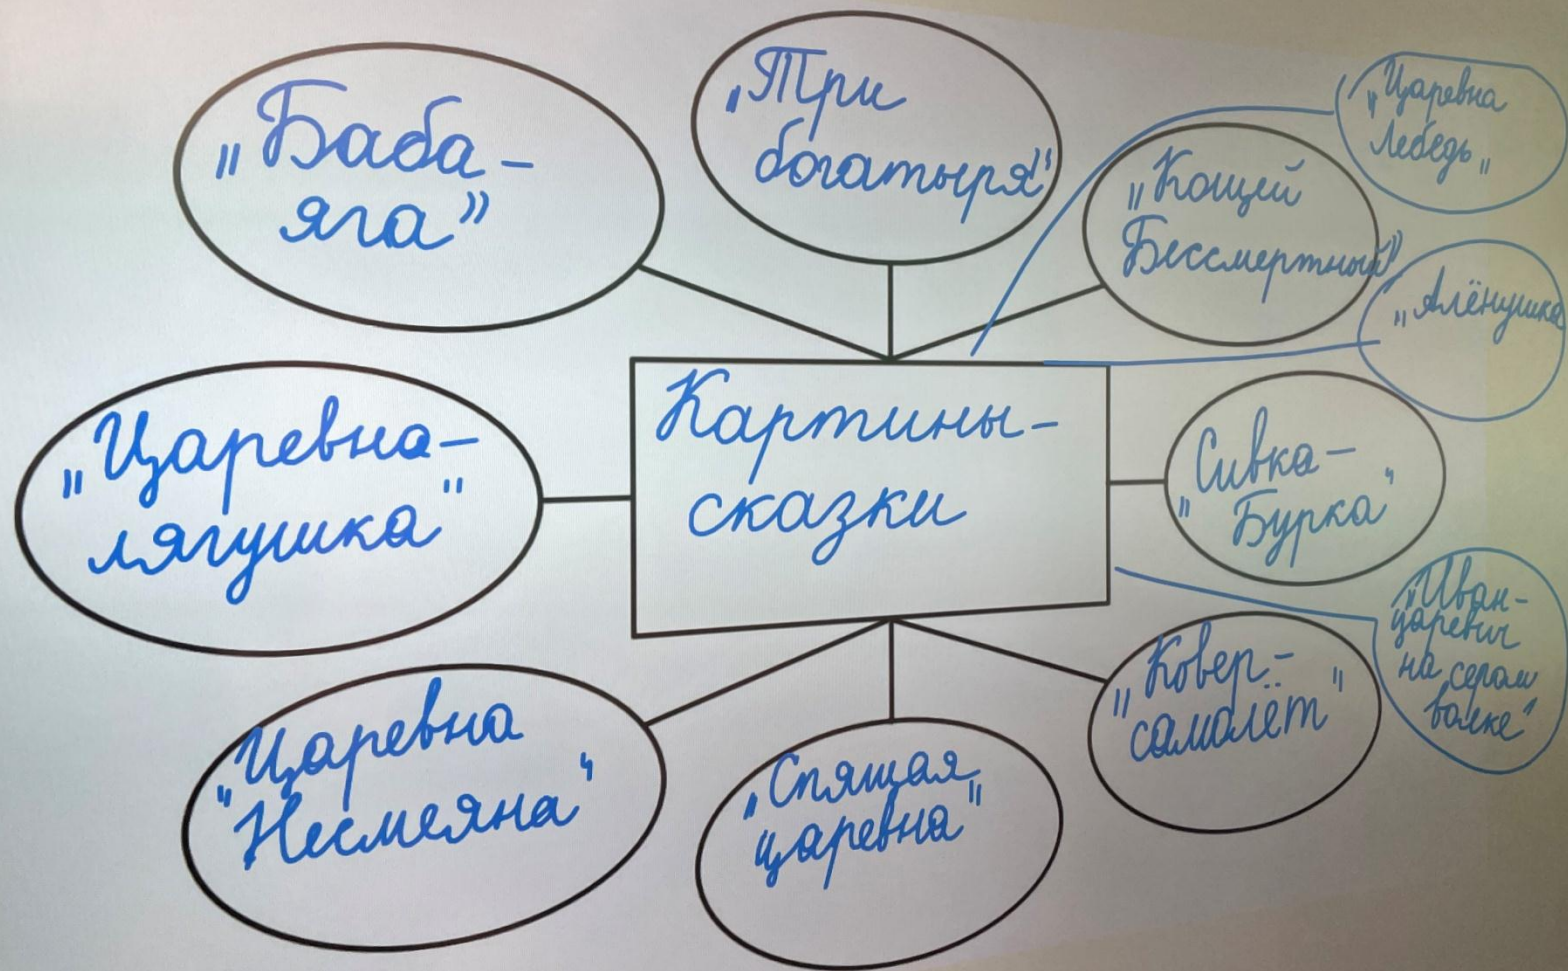 „Баба-
яга”
„Три
богатыря"
„Кощей
Бессмертный”
„Царевна
Лебедь„
„Алёнушка
Картины-
сказки
„Царевна-
лягушка"
„Сивка-
Бурка"
„Иван-
царевич
на сером
волке"
„Ковер-
самолёт"
„Спящая
царевна"
„Царевна
Несмеяна"